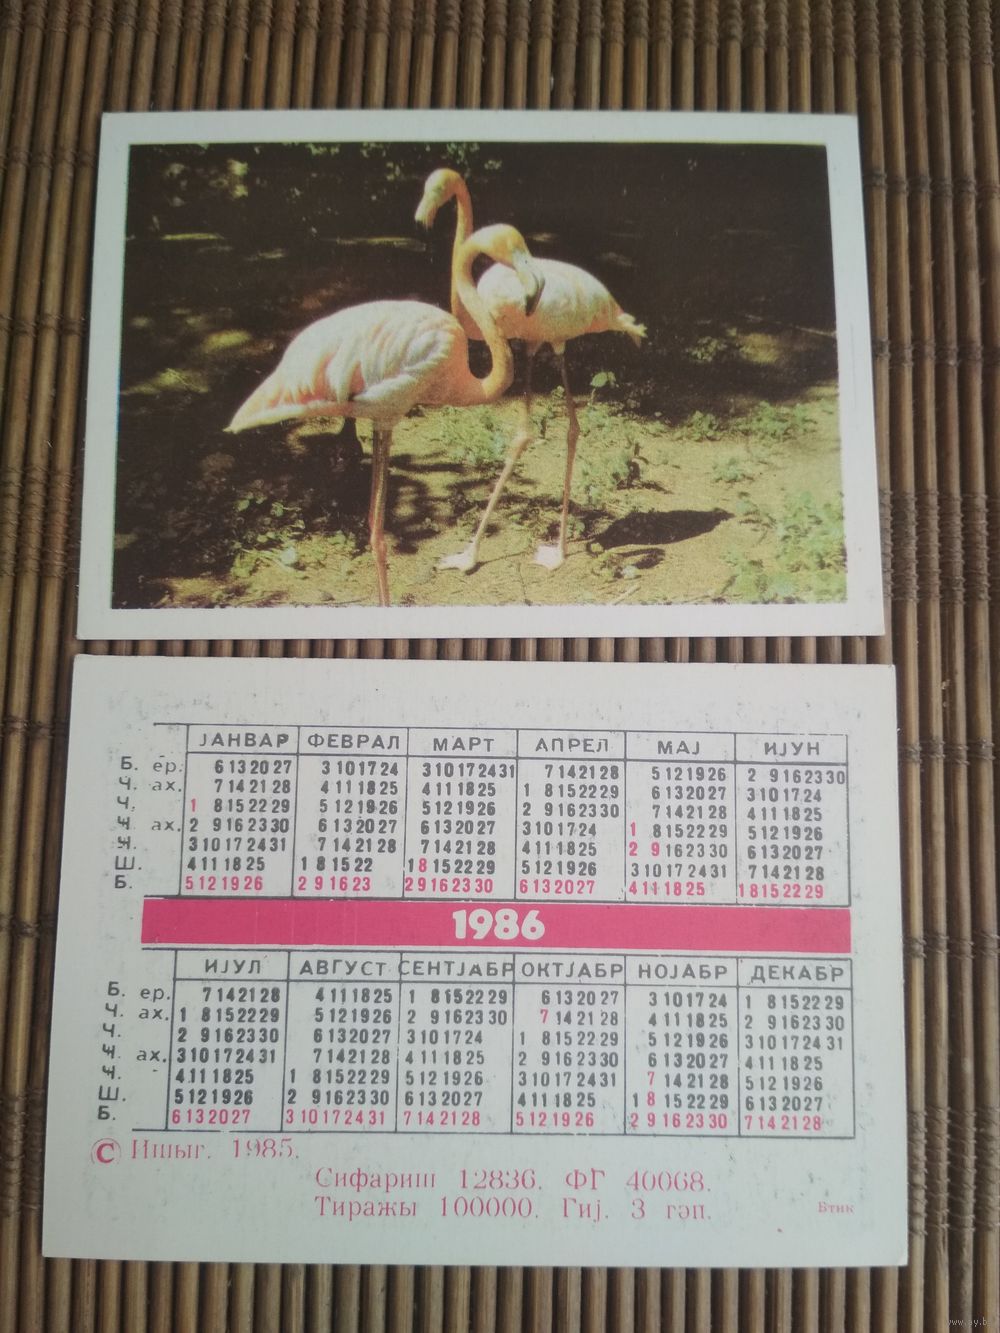 ЈАНВАР ФЕВРАЛ МАРТ АПРЕЛ МАЈ ИЈУН
Б. ер. 6 13 20 27 3 10 17 24 3 10 17 24 31 7 14 21 28 5 12 19 26 2 9 16 23 30
Ч. ах. 7 14 21 28 4 11 18 25 4 11 18 25 1 8 15 22 29 6 13 20 27 3 10 17 24
Ч. 1 8 15 22 29 5 12 19 26 5 12 19 26 2 9 16 23 30 7 14 21 28 4 11 18 25
Ҹ. ах. 2 9 16 23 30 6 13 20 27 6 13 20 27 3 10 17 24 1 8 15 22 29 5 12 19 26
Ҹ. 3 10 17 24 31 7 14 21 28 7 14 21 28 4 11 18 25 2 9 16 23 30 6 13 20 27
Ш. 4 11 18 25 1 8 15 22 1 8 15 22 29 5 12 19 26 3 10 17 24 31 7 14 21 28
Б. 5 12 19 26 2 9 16 23 2 9 16 23 30 6 13 20 27 4 11 18 25 1 8 15 22 29
1986
ИЈУЛ АВГУСТ СЕНТЈАБР ОКТЈАБР НОЈАБР ДЕКАБР
Б. ер. 7 14 21 28 4 11 18 25 1 8 15 22 29 6 13 20 27 3 10 17 24 1 8 15 22 29
Ч. ах. 1 8 15 22 29 5 12 19 26 2 9 16 23 30 7 14 21 28 4 11 18 25 2 9 16 23 30
Ч. 2 9 16 23 30 6 13 20 27 3 10 17 24 1 8 15 22 29 5 12 19 26 3 10 17 24 31
Ҹ. ах. 3 10 17 24 31 7 14 21 28 4 11 18 25 2 9 16 23 30 6 13 20 27 4 11 18 25
Ҹ. 4 11 18 25 1 8 15 22 29 5 12 19 26 3 10 17 24 31 7 14 21 28 5 12 19 26
Ш. 5 12 19 26 2 9 16 23 30 6 13 20 27 4 11 18 25 1 8 15 22 29 6 13 20 27
Б. 6 13 20 27 3 10 17 24 31 7 14 21 28 5 12 19 26 2 9 16 23 30 7 14 21 28
© Ишыг. 1985.
Сифариш 12836. ФГ 40068.
Тиражы 100000. Гиј. 3 гəп. Бтнк
www.ay.by